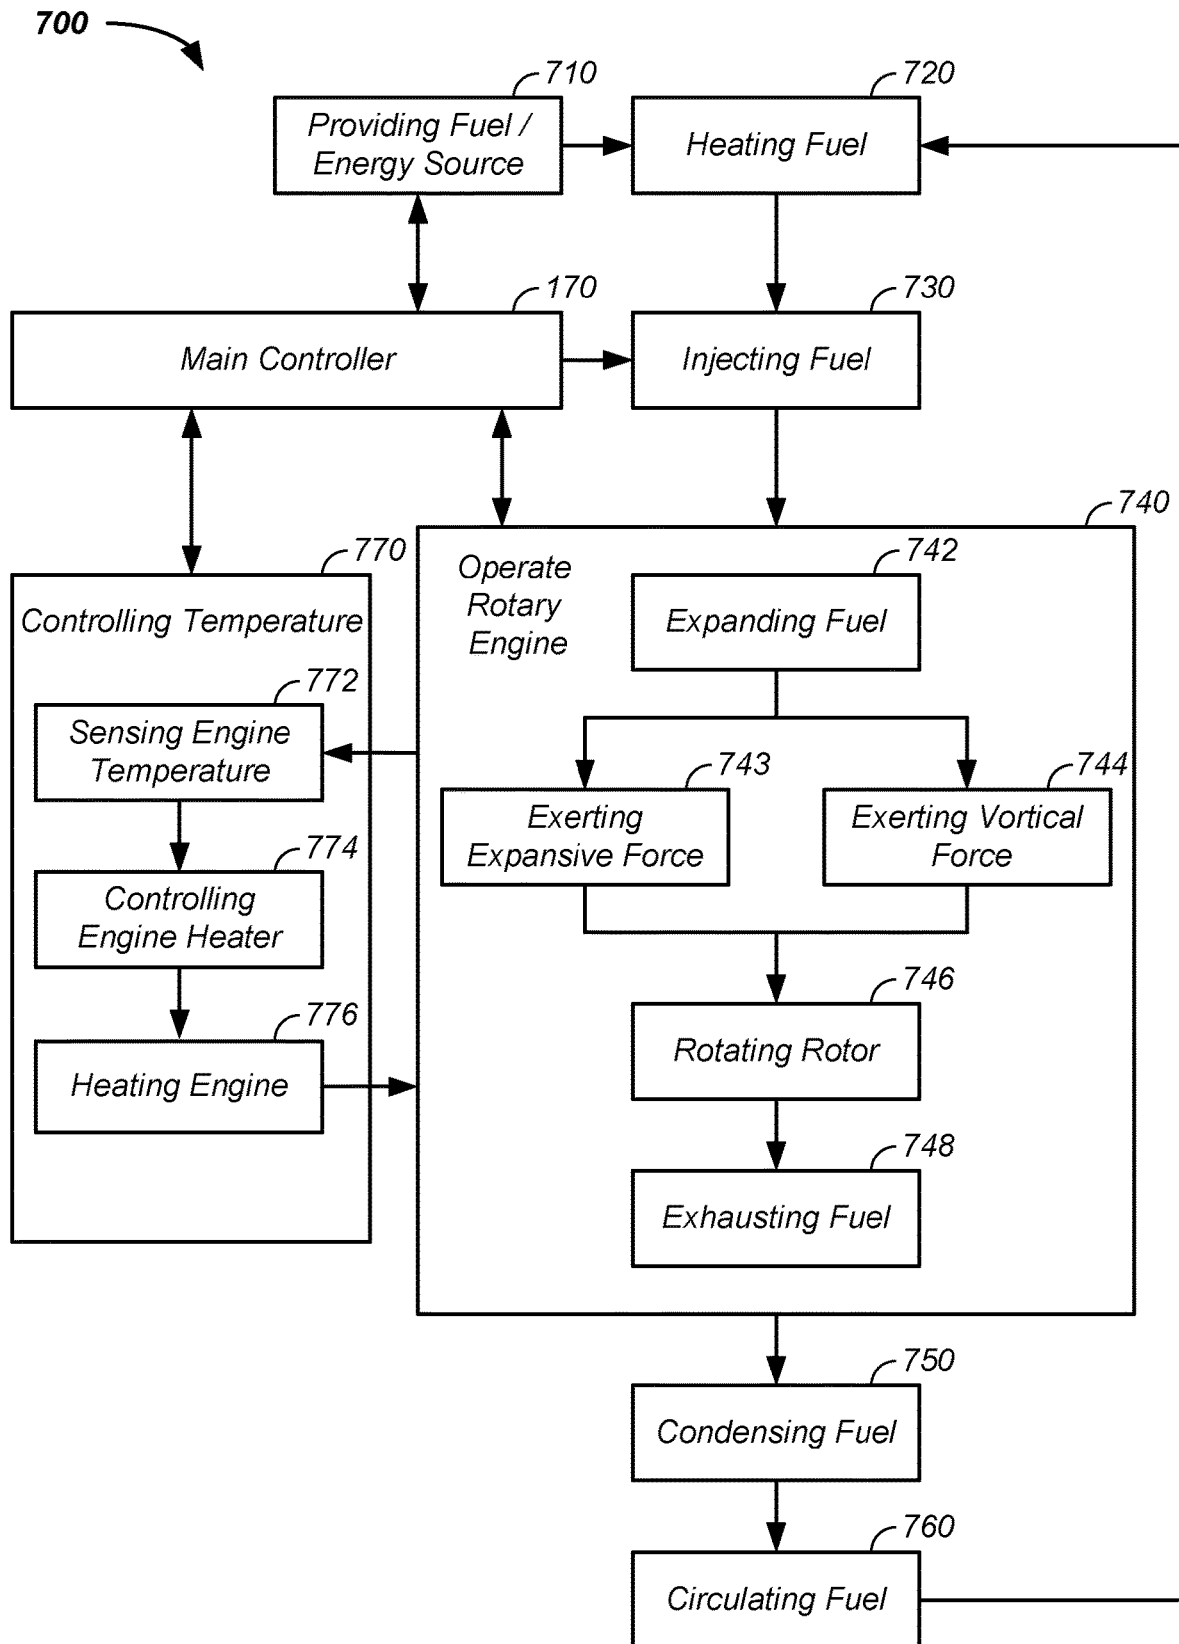 700
710
Providing Fuel /
Energy Source
720
Heating Fuel
170
Main Controller
730
Injecting Fuel
740
Operate
Rotary
Engine
742
Expanding Fuel
743
Exerting
Expansive Force
744
Exerting Vortical
Force
746
Rotating Rotor
748
Exhausting Fuel
770
Controlling Temperature
772
Sensing Engine
Temperature
774
Controlling
Engine Heater
776
Heating Engine
750
Condensing Fuel
760
Circulating Fuel